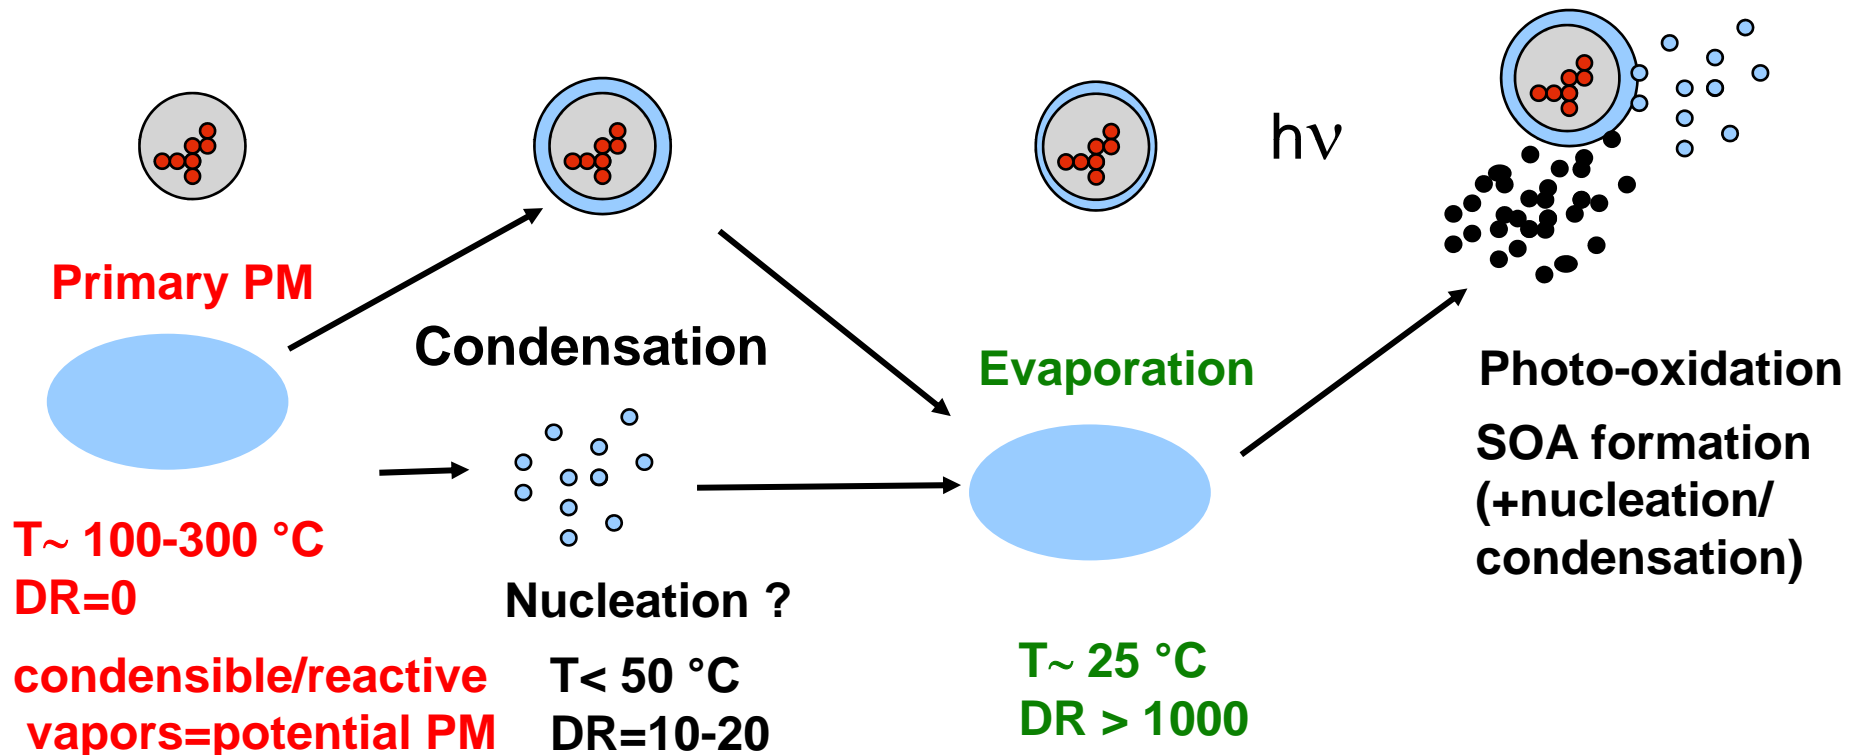 hν
Primary PM
Condensation
Evaporation
Photo-oxidation
SOA formation
(+nucleation/
condensation)
T~ 100-300 °C
DR=0
condensible/reactive
vapors=potential PM
Nucleation ?
T< 50 °C
DR=10-20
T~ 25 °C
DR > 1000